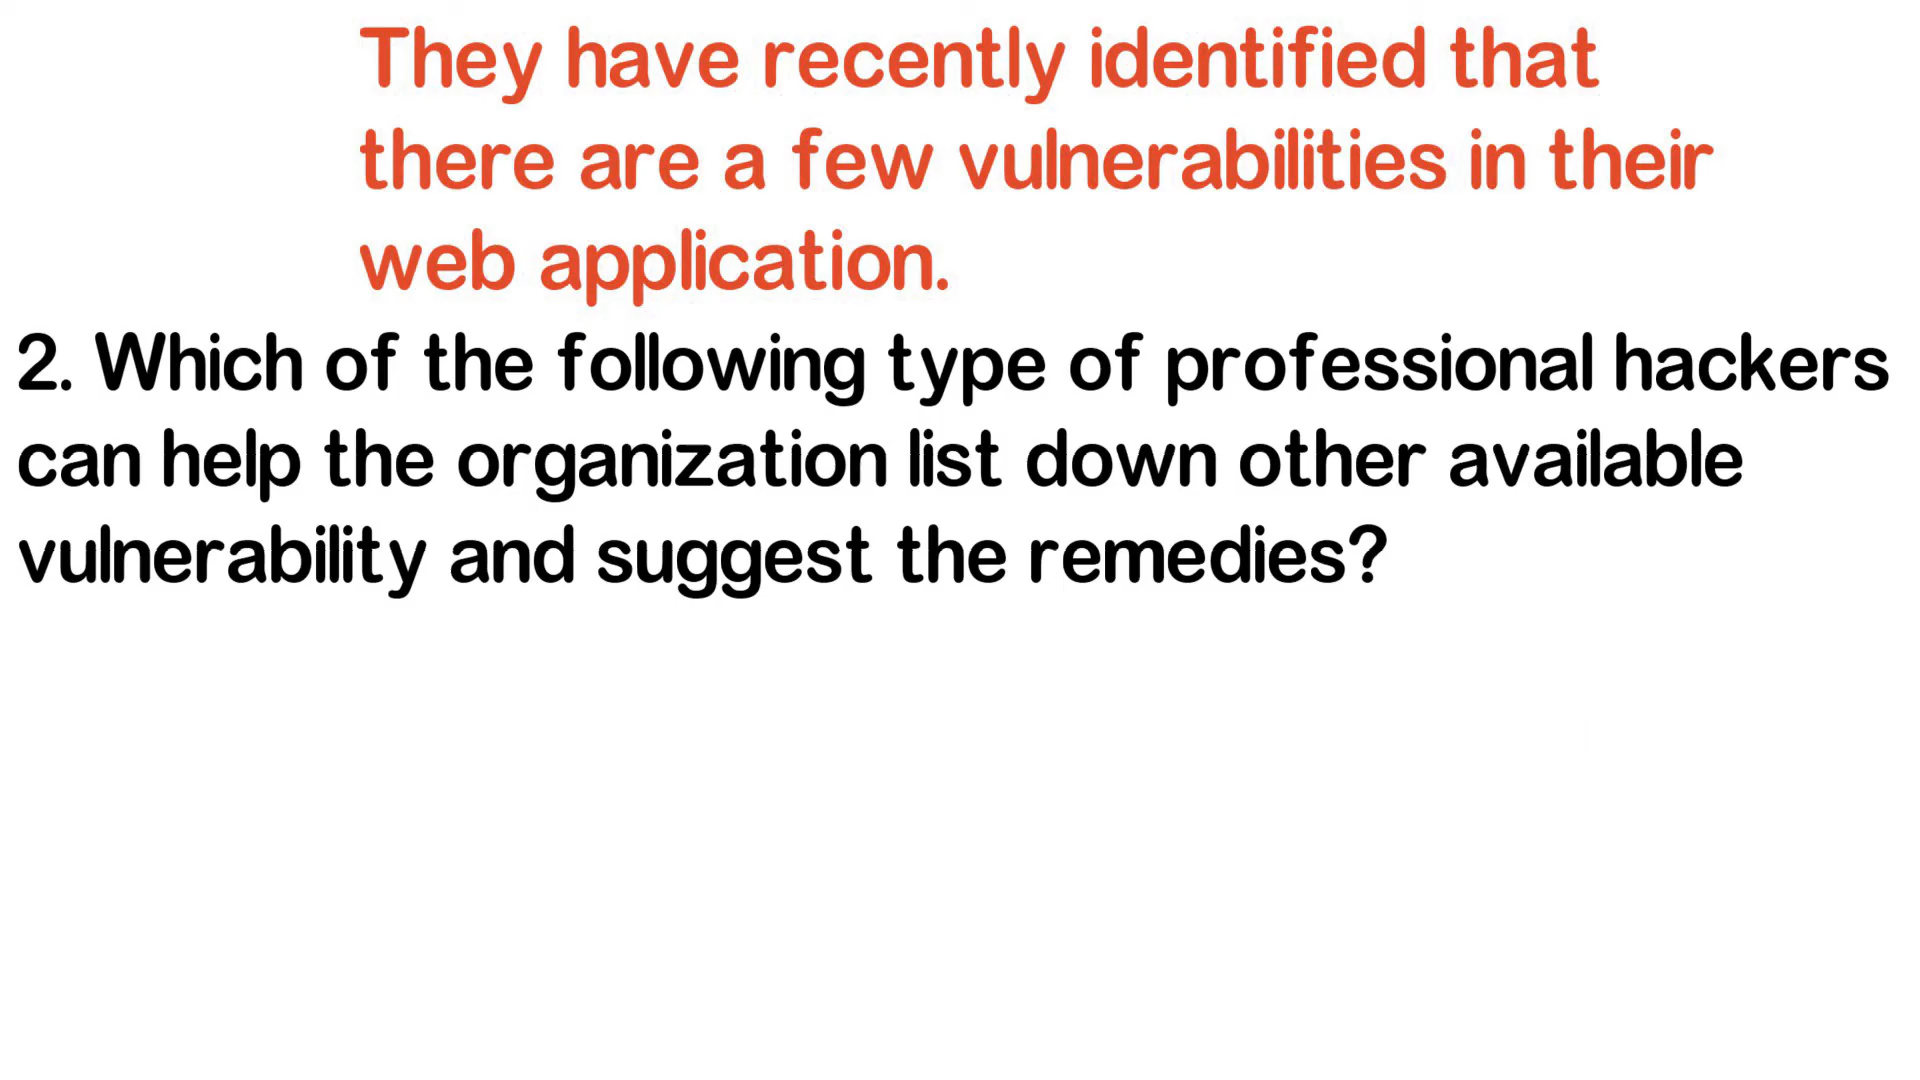 They have recently identified that
there are a few vulnerabilities in their
web application.
2. Which of the following type of professional hackers
can help the organization list down other available
vulnerability and suggest the remedies?